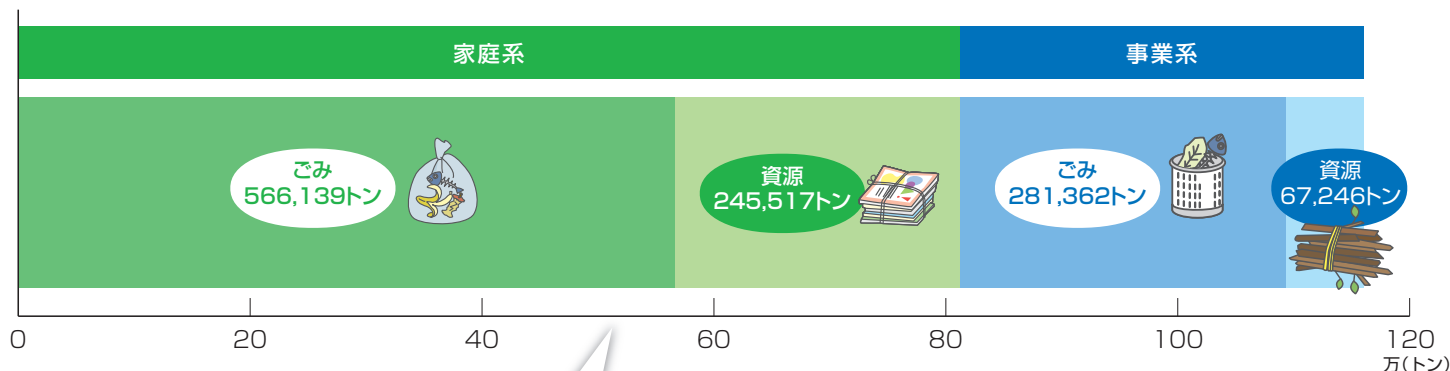 家庭系
事業系
ごみ
566,139トン
資源
245,517トン
ごみ
281,362トン
資源
67,246トン
0
20
40
60
80
100
120
万(トン)